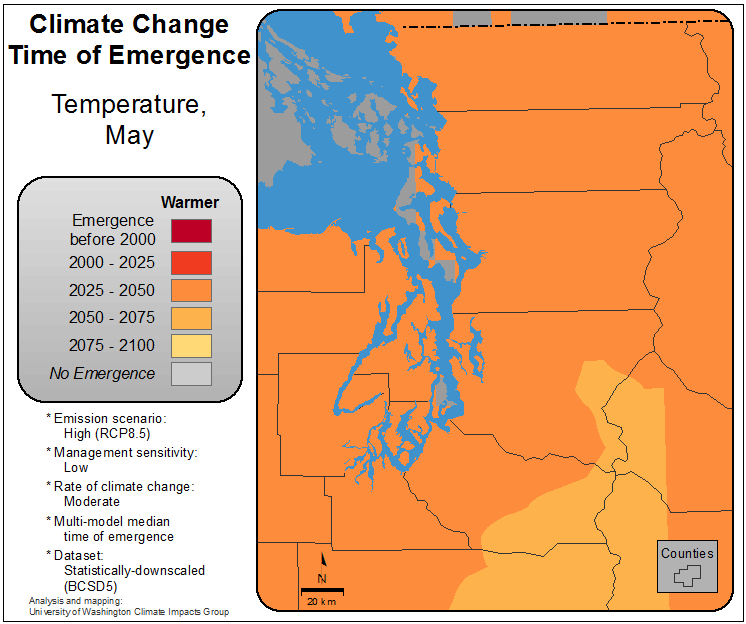 Climate Change
Time of Emergence
Temperature,
May
Warmer
Emergence
before 2000
2000 - 2025
2025 - 2050
2050 - 2075
2075 - 2100
No Emergence
* Emission scenario:
High (RCP8.5)
* Management sensitivity:
Low
* Rate of climate change:
Moderate
* Multi-model median
time of emergence
* Dataset:
Statistically-downscaled
(BCSD5)
Analysis and mapping:
University of Washington Climate Impacts Group
N
20 km
Counties